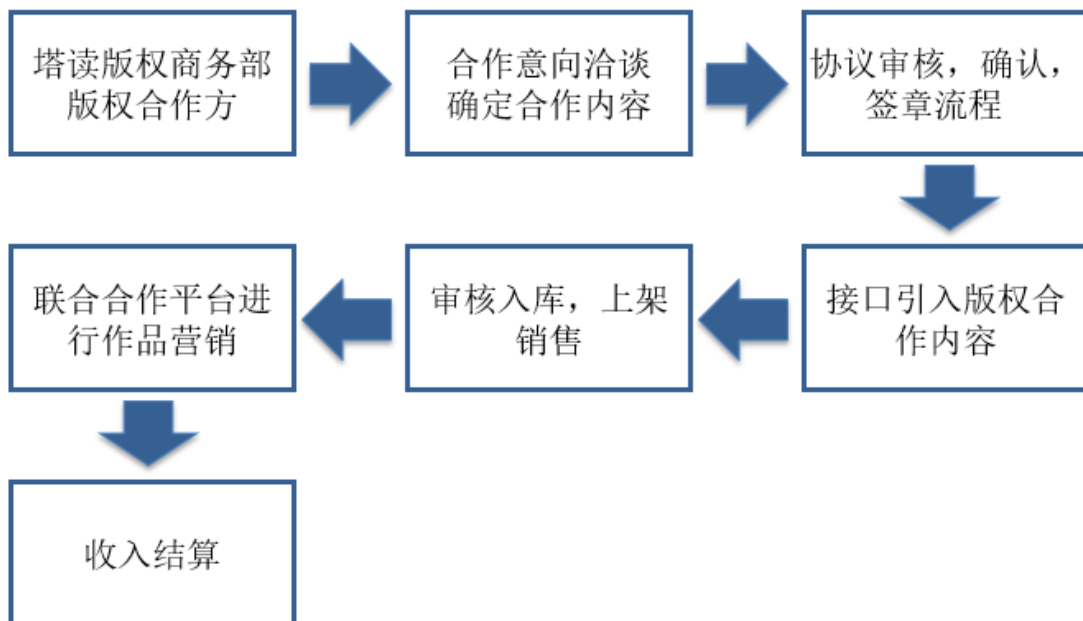 塔读版权商务部
版权合作方
合作意向洽谈
确定合作内容
协议审核，确认，
签章流程
接口引入版权合
作内容
审核入库，上架
销售
联合合作平台进
行作品营销
收入结算